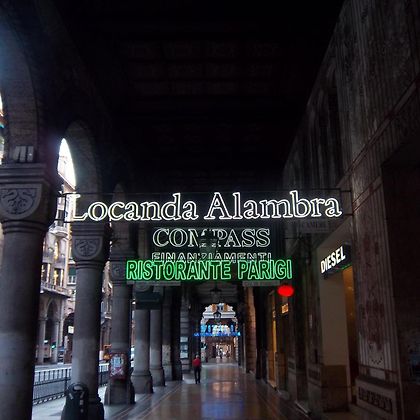 Locanda Alambra
COMPASS
FINANZIAMENTI
RISTORANTE PARIGI
DIESEL